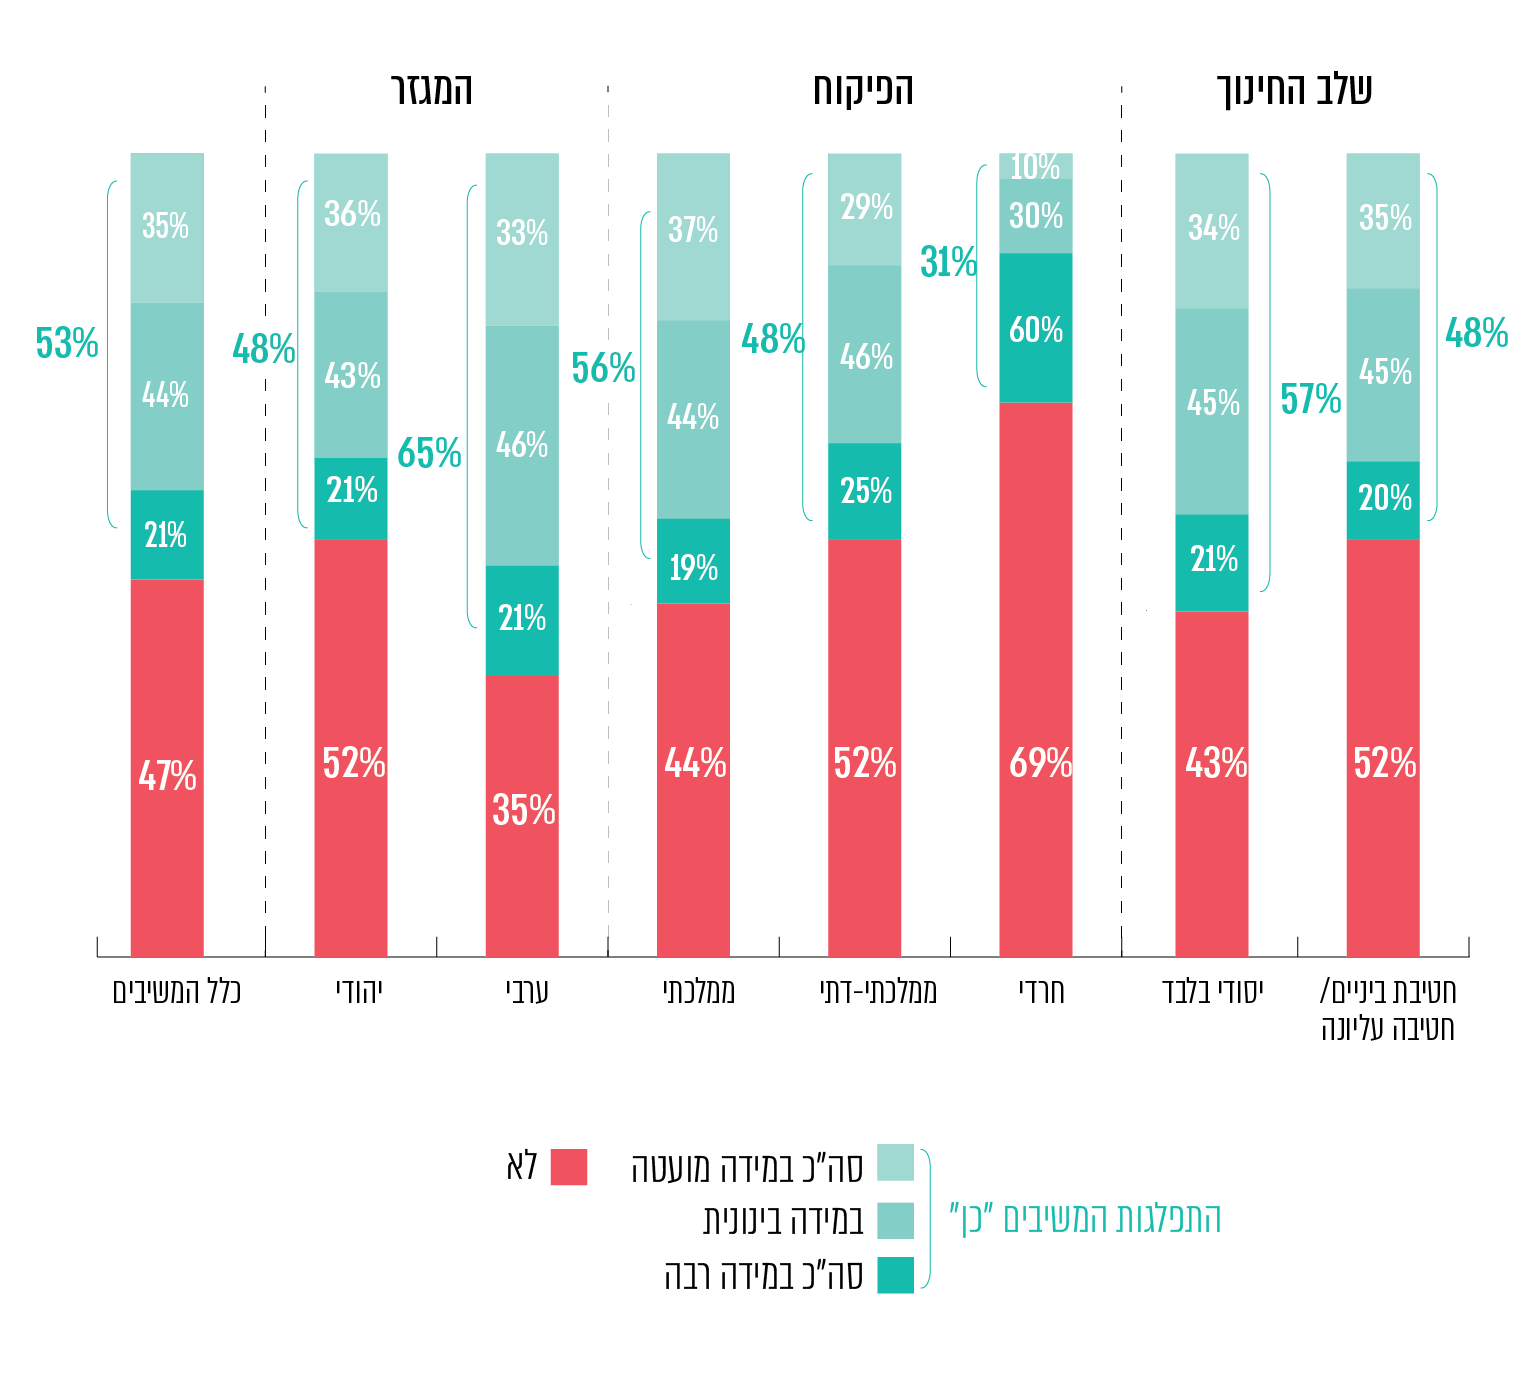 המגזר
הפיקוח
שלב החינוך
35%
44%
21%
53%
47%
36%
43%
21%
48%
52%
33%
46%
21%
65%
35%
37%
44%
19%
56%
44%
29%
46%
25%
48%
52%
10%
30%
60%
31%
69%
34%
45%
21%
57%
43%
35%
45%
20%
48%
52%
כלל המשיבים
יהודי
ערבי
ממלכתי
ממלכתי-דתי
חרדי
יסודי בלבד
חטיבת ביניים/
חטיבה עליונה
התפלגות המשיבים "כן"
סה"כ במידה מועטה
במידה בינונית
סה"כ במידה רבה
לא